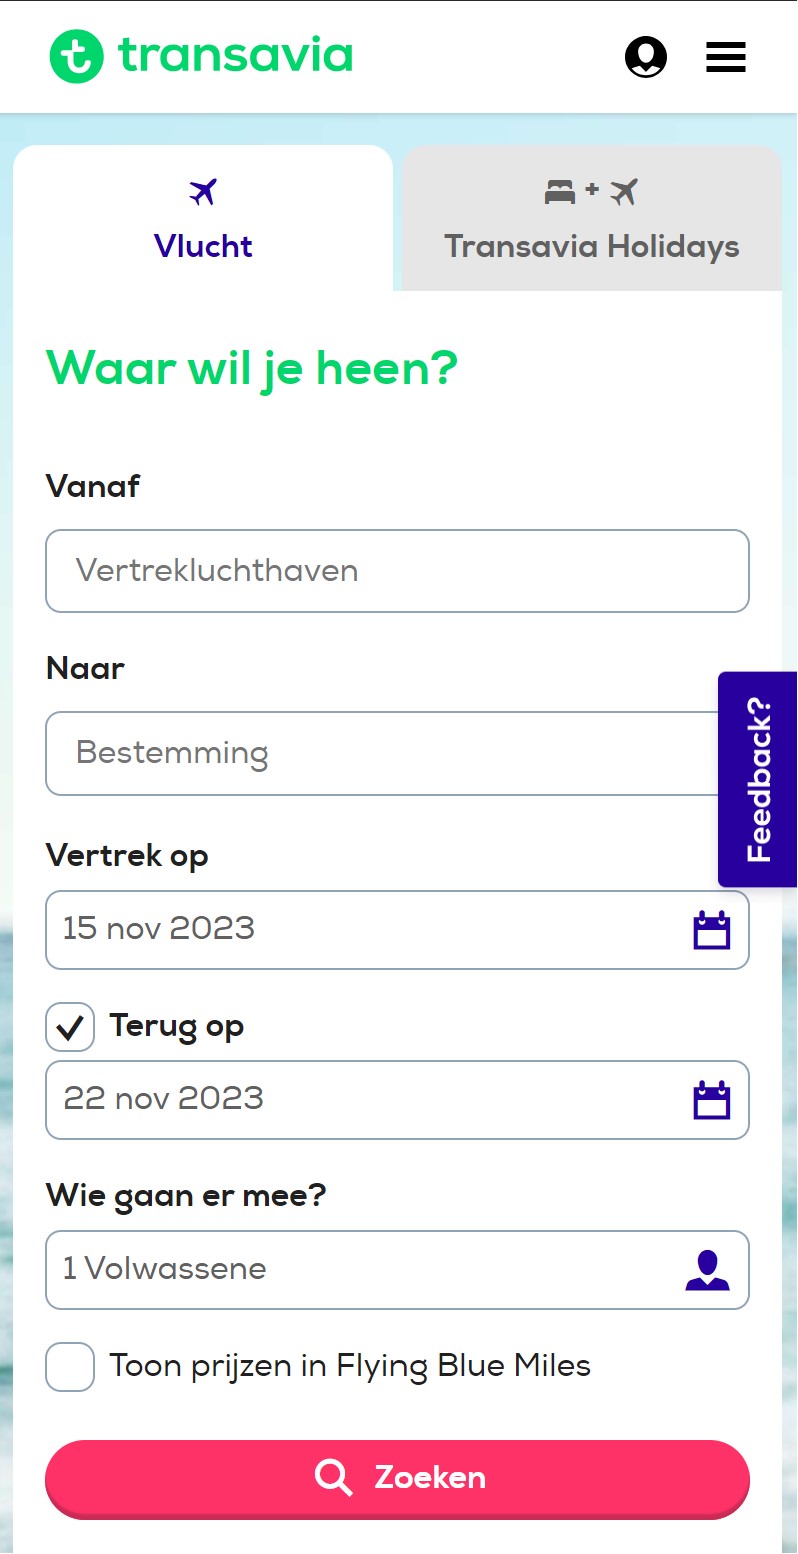 transavia
Vlucht
+
Transavia Holidays
Waar wil je heen?
Vanaf
Vertrekluchthaven
Naar
Bestemming
Feedback?
Vertrek op
15 nov 2023
Terug op
22 nov 2023
Wie gaan er mee?
1 Volwassene
Toon prijzen in Flying Blue Miles
Zoeken